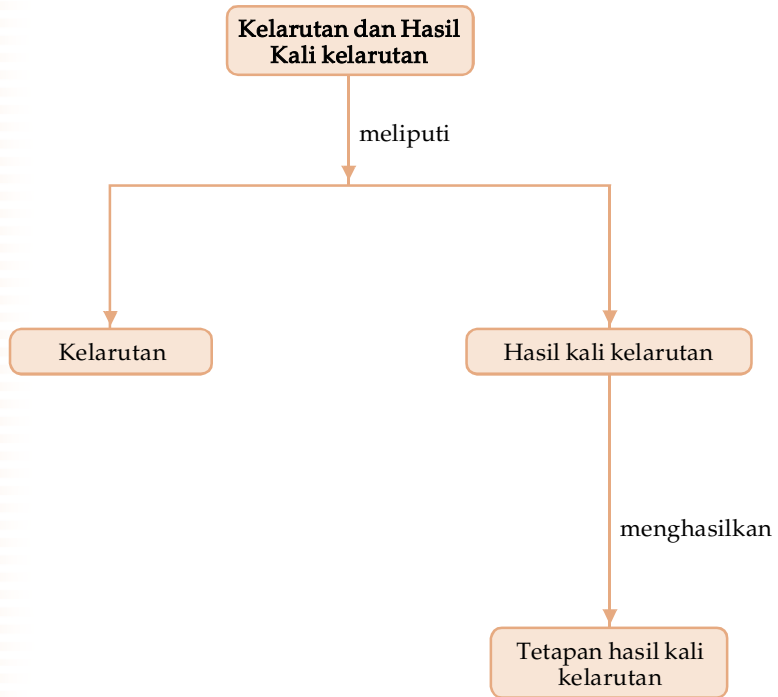 Kelarutan dan Hasil
Kali kelarutan
meliputi
Kelarutan
Hasil kali kelarutan
menghasilkan
Tetapan hasil kali
kelarutan